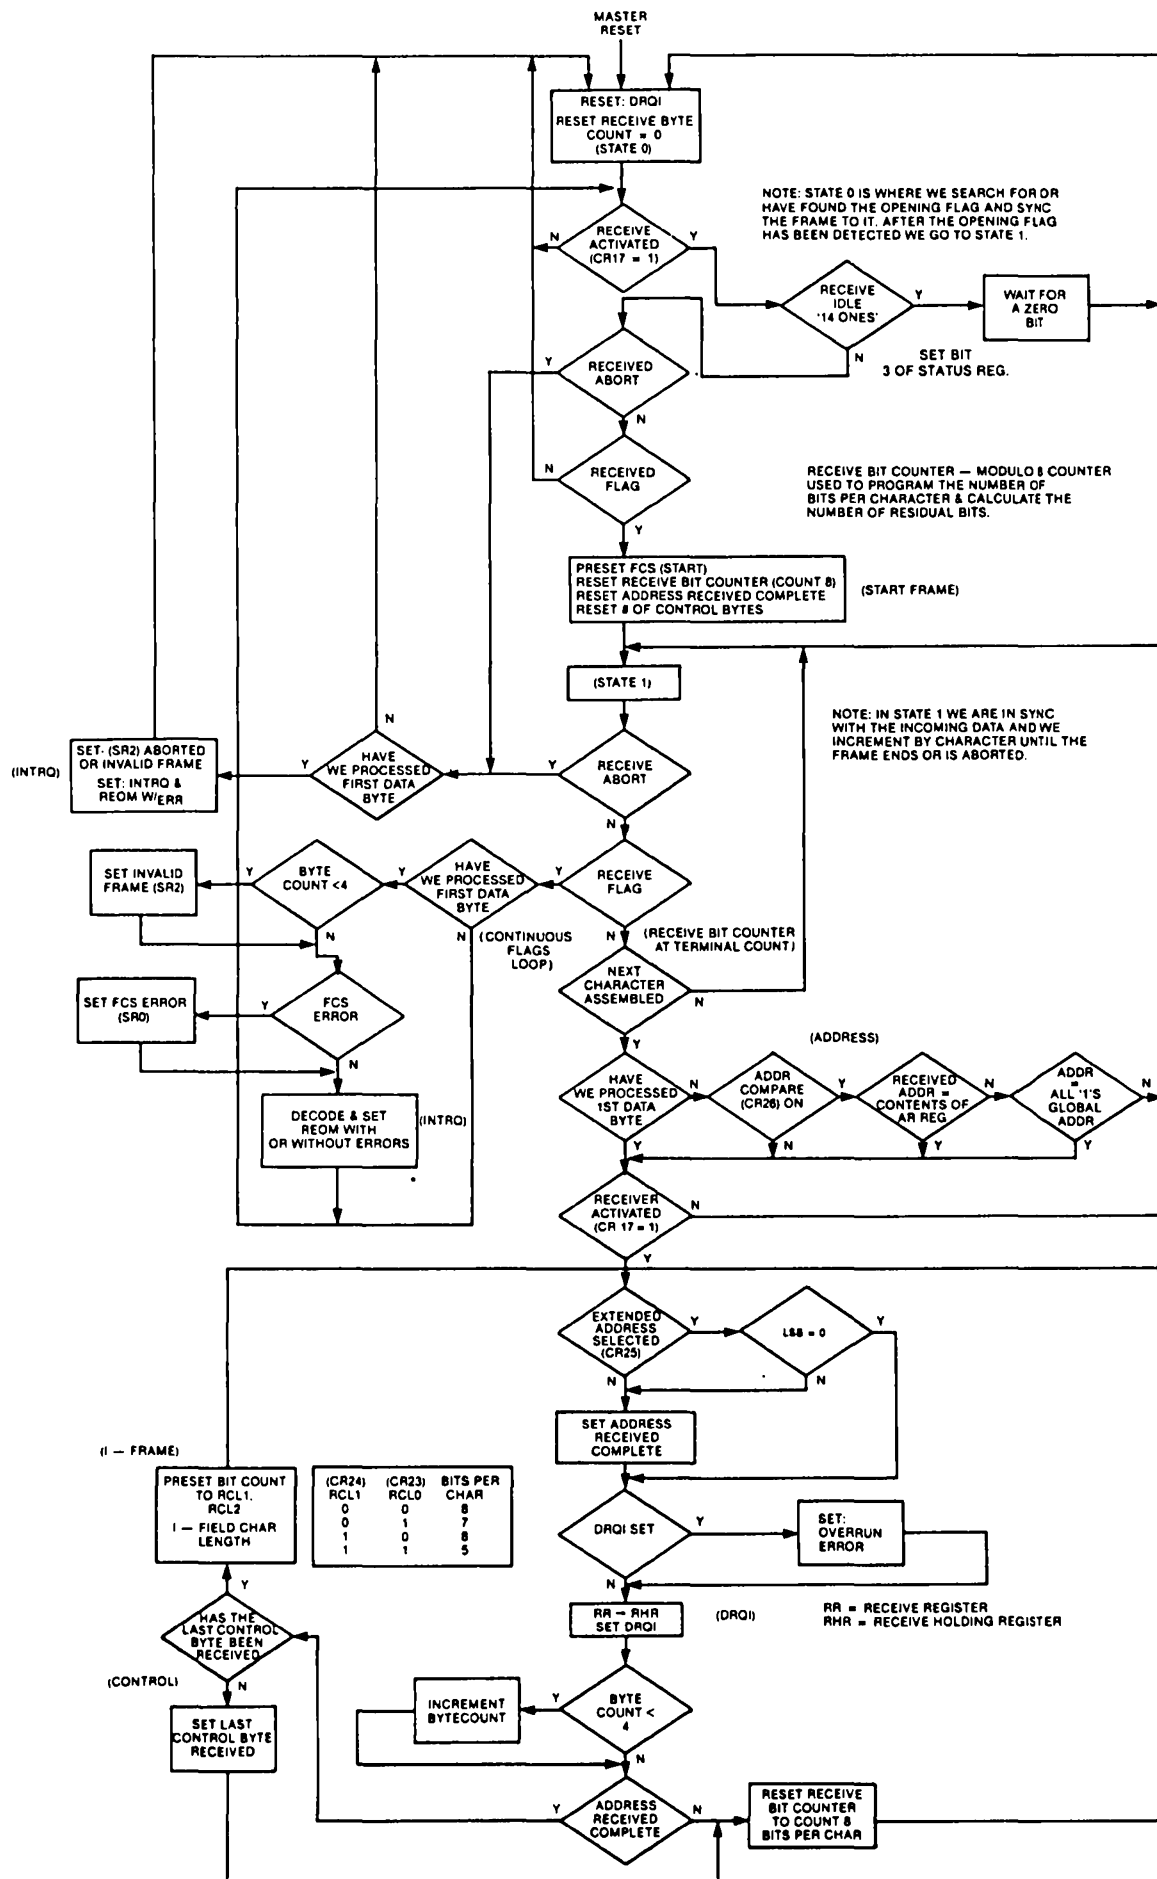 MASTER
RESET
RESET: DRQI
RESET RECEIVE BYTE
COUNT = 0
(STATE 0)
NOTE: STATE 0 IS WHERE WE SEARCH FOR OR
HAVE FOUND THE OPENING FLAG AND SYNC
THE FRAME TO IT. AFTER THE OPENING FLAG
HAS BEEN DETECTED WE GO TO STATE 1.
N
RECEIVE
ACTIVATED
(CR17 = 1)
Y
RECEIVE
IDLE
'14 ONES'
Y
WAIT FOR
A ZERO
BIT
N
SET BIT
3 OF STATUS REG.
Y
RECEIVED
ABORT
N
N
RECEIVED
FLAG
Y
RECEIVE BIT COUNTER — MODULO 8 COUNTER
USED TO PROGRAM THE NUMBER OF
BITS PER CHARACTER & CALCULATE THE
NUMBER OF RESIDUAL BITS.
PRESET FCS (START)
RESET RECEIVE BIT COUNTER (COUNT 8)
RESET ADDRESS RECEIVED COMPLETE
RESET # OF CONTROL BYTES
(START FRAME)
(STATE 1)
NOTE: IN STATE 1 WE ARE IN SYNC
WITH THE INCOMING DATA AND WE
INCREMENT BY CHARACTER UNTIL THE
FRAME ENDS OR IS ABORTED.
(INTRQ)
SET: (SR2) ABORTED
OR INVALID FRAME
SET: INTRQ &
REOM W/ERR
Y
N
HAVE
WE PROCESSED
FIRST DATA
BYTE
Y
RECEIVE
ABORT
N
SET INVALID
FRAME (SR2)
Y
BYTE
COUNT <4
N
Y
HAVE
WE PROCESSED
FIRST DATA
BYTE
N
Y
RECEIVE
FLAG
N
(CONTINUOUS
FLAGS
LOOP)
(RECEIVE BIT COUNTER
AT TERMINAL COUNT)
NEXT
CHARACTER
ASSEMBLED
N
Y
SET FCS ERROR
(SR0)
Y
FCS
ERROR
N
DECODE & SET
REOM WITH
OR WITHOUT ERRORS
(INTRQ)
(ADDRESS)
HAVE
WE PROCESSED
1ST DATA
BYTE
N
Y
ADDR
COMPARE
(CR26) ON
Y
N
RECEIVED
ADDR =
CONTENTS OF
AR REG
N
Y
ADDR
=
ALL '1'S
GLOBAL
ADDR
N
Y
RECEIVER
ACTIVATED
(CR 17 = 1)
N
Y
EXTENDED
ADDRESS
SELECTED
(CR25)
Y
N
LSB = 0
Y
N
SET ADDRESS
RECEIVED
COMPLETE
(I — FRAME)
PRESET BIT COUNT
TO RCL1,
RCL2
I — FIELD CHAR
LENGTH
(CR24) (CR23) BITS PER
RCL1 RCL0 CHAR
0 0 8
0 1 7
1 0 6
1 1 5
DRQI SET
Y
N
SET:
OVERRUN
ERROR
RR → RHR
SET DRQI
(DRQI)
RR = RECEIVE REGISTER
RHR = RECEIVE HOLDING REGISTER
Y
HAS THE
LAST CONTROL
BYTE BEEN
RECEIVED
N
(CONTROL)
SET LAST
CONTROL BYTE
RECEIVED
INCREMENT
BYTECOUNT
Y
BYTE
COUNT <
4
N
Y
ADDRESS
RECEIVED
COMPLETE
N
RESET RECEIVE
BIT COUNTER
TO COUNT 8
BITS PER CHAR